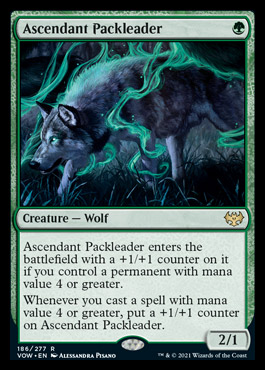 Ascendant Packleader
Creature — Wolf
Ascendant Packleader enters the
battlefield with a +1/+1 counter on it
if you control a permanent with mana
value 4 or greater.
Whenever you cast a spell with mana
value 4 or greater, put a +1/+1 counter
on Ascendant Packleader.
2/1
186/277 R
VOW • EN Alessandra Pisano
™ & © 2021 Wizards of the Coast